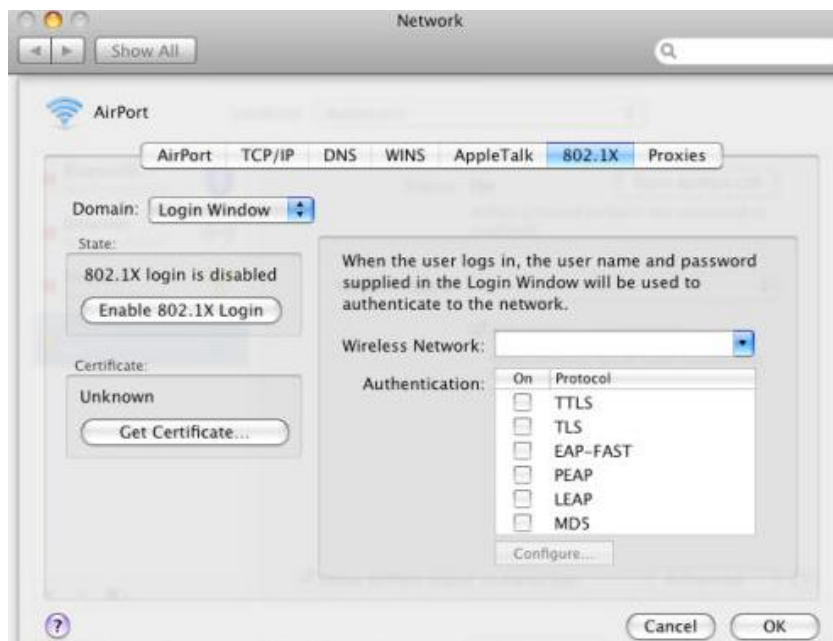 Network
Show All
AirPort
AirPort TCP/IP DNS WINS AppleTalk 802.1X Proxies
Domain: Login Window
State:
802.1X login is disabled
Enable 802.1X Login
Certificate:
Unknown
Get Certificate...
When the user logs in, the user name and password
supplied in the Login Window will be used to
authenticate to the network.
Wireless Network:
Authentication:
On Protocol
TTLS
TLS
EAP-FAST
PEAP
LEAP
MD5
Configure...
?
Cancel OK